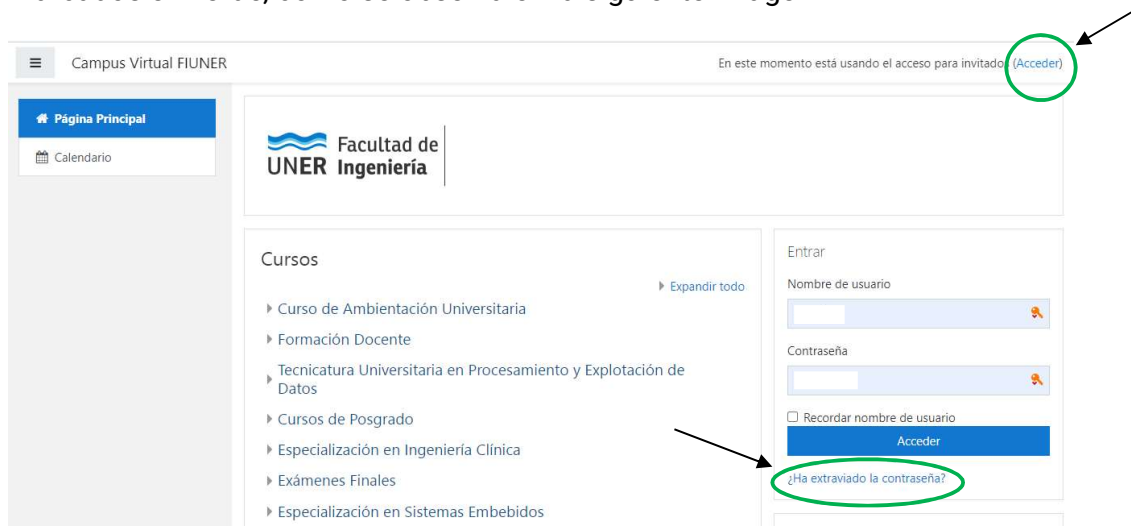 Campus Virtual FIUNER
En este momento está usando el acceso para invitado (Acceder)
Página Principal
Calendario
Facultad de
UNER Ingeniería
Cursos
Expandir todo
Curso de Ambientación Universitaria
Formación Docente
Tecnicatura Universitaria en Procesamiento y Explotación de
Datos
Cursos de Posgrado
Especialización en Ingeniería Clínica
Exámenes Finales
Especialización en Sistemas Embebidos
Entrar
Nombre de usuario
Contraseña
Recordar nombre de usuario
Acceder
¿Ha extraviado la contraseña?